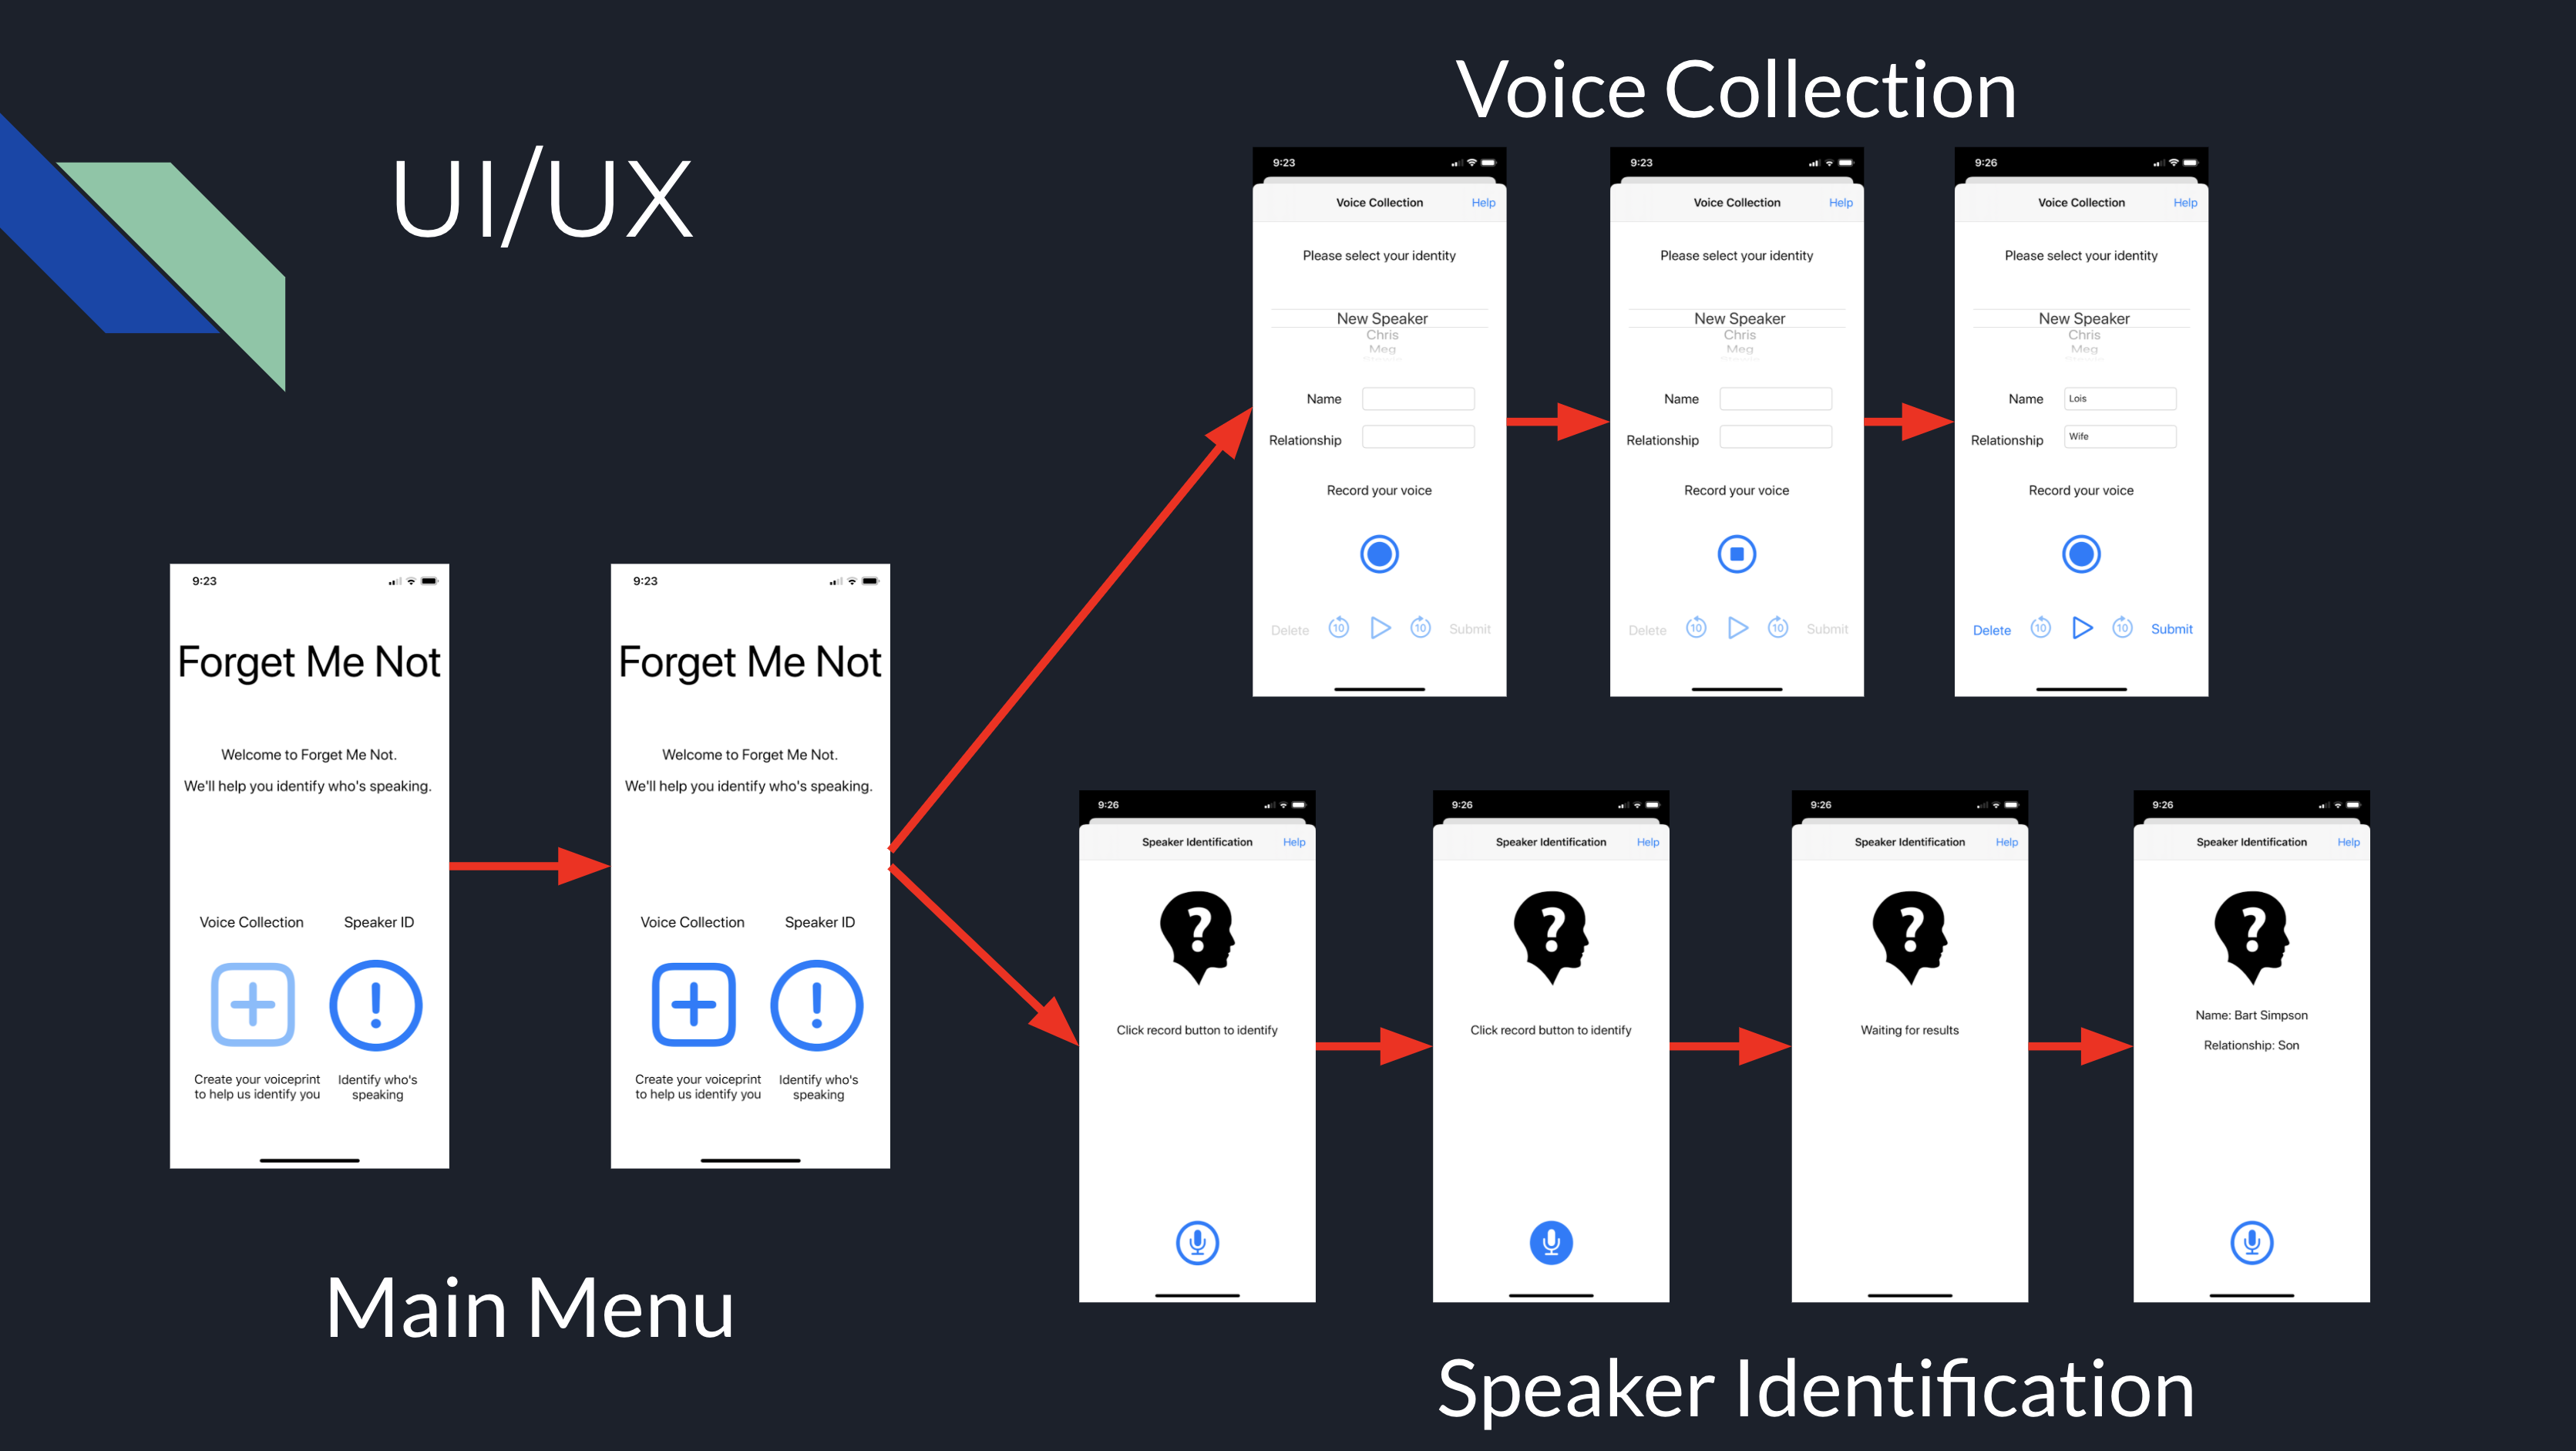 UI/UX
Voice Collection
9:23
Voice Collection Help
Please select your identity
New Speaker
Chris
Meg
Name
Relationship
Record your voice
Delete 10 10 Submit
9:23
Voice Collection Help
Please select your identity
New Speaker
Chris
Meg
Name
Relationship
Record your voice
Delete 10 10 Submit
9:26
Voice Collection Help
Please select your identity
New Speaker
Chris
Meg
Name Lois
Relationship Wife
Record your voice
Delete 10 10 Submit
9:23
Forget Me Not
Welcome to Forget Me Not.
We'll help you identify who's speaking.
Voice Collection Speaker ID
!
Create your voiceprint
to help us identify you
Identify who's
speaking
9:23
Forget Me Not
Welcome to Forget Me Not.
We'll help you identify who's speaking.
Voice Collection Speaker ID
!
Create your voiceprint
to help us identify you
Identify who's
speaking
Main Menu
9:26
Speaker Identification Help
?
Click record button to identify
9:26
Speaker Identification Help
?
Click record button to identify
9:26
Speaker Identification Help
?
Waiting for results
9:26
Speaker Identification Help
?
Name: Bart Simpson
Relationship: Son
Speaker Identification